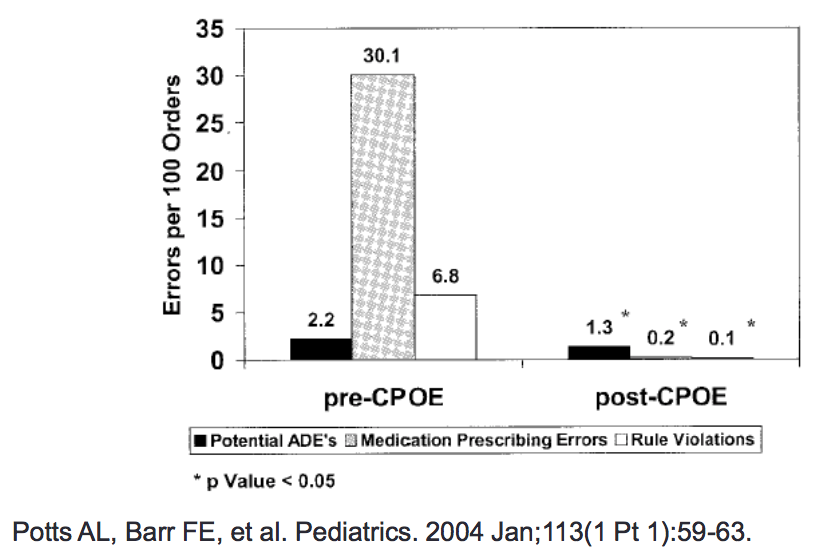 35
30
25
20
15
10
5
0
Errors per 100 Orders
2.2
30.1
6.8
1.3 *
0.2 *
0.1 *
pre-CPOE
post-CPOE
Potential ADE's Medication Prescribing Errors Rule Violations
* p Value < 0.05
Potts AL, Barr FE, et al. Pediatrics. 2004 Jan;113(1 Pt 1):59-63.